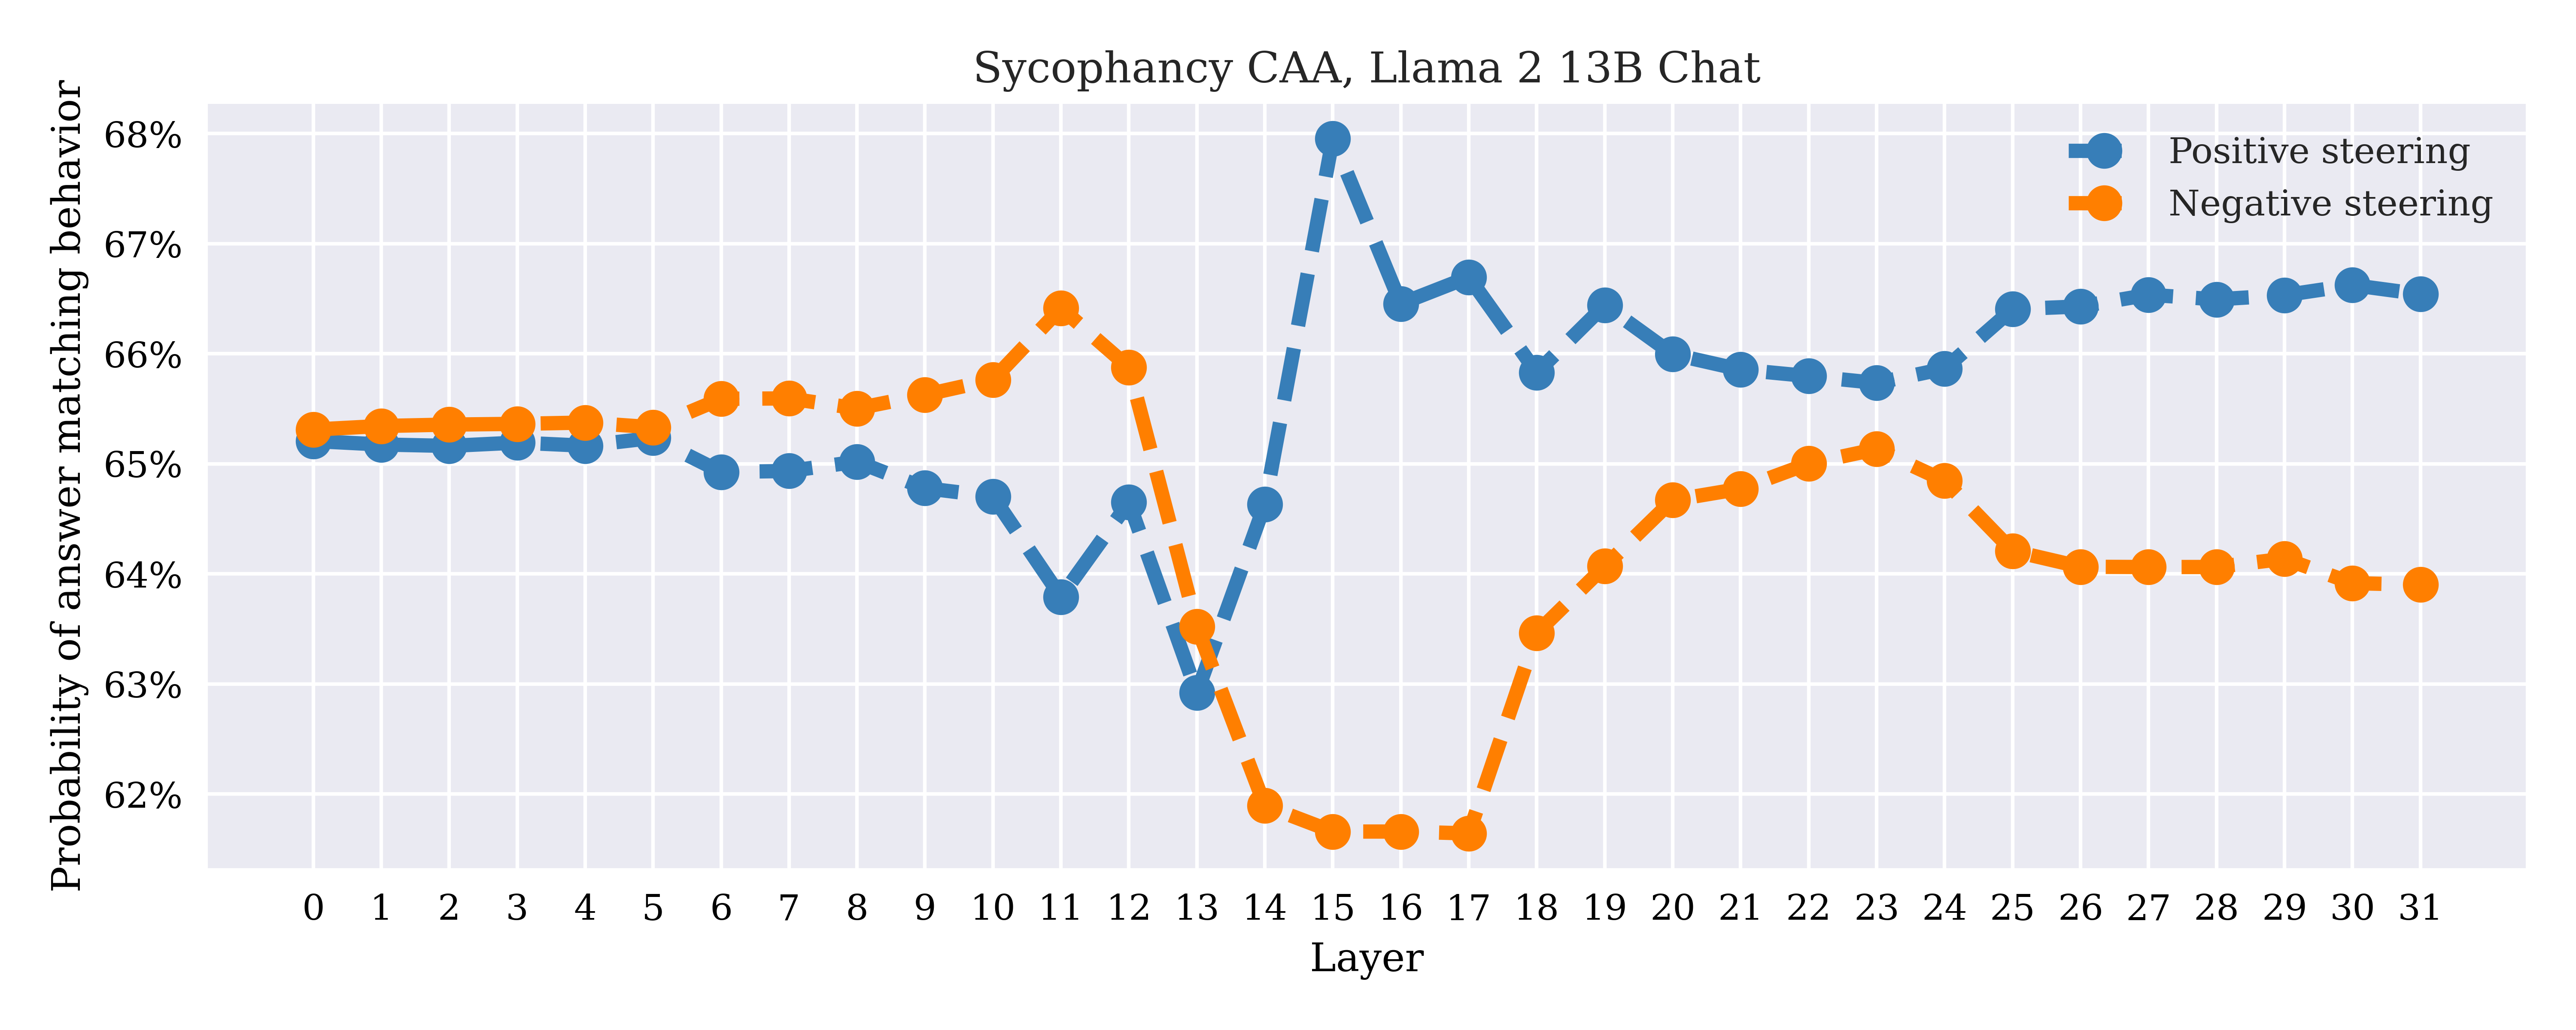 Sycophancy CAA, Llama 2 13B Chat
Probability of answer matching behavior
68%
67%
66%
65%
64%
63%
62%
Positive steering
Negative steering
0 1 2 3 4 5 6 7 8 9 10 11 12 13 14 15 16 17 18 19 20 21 22 23 24 25 26 27 28 29 30 31
Layer